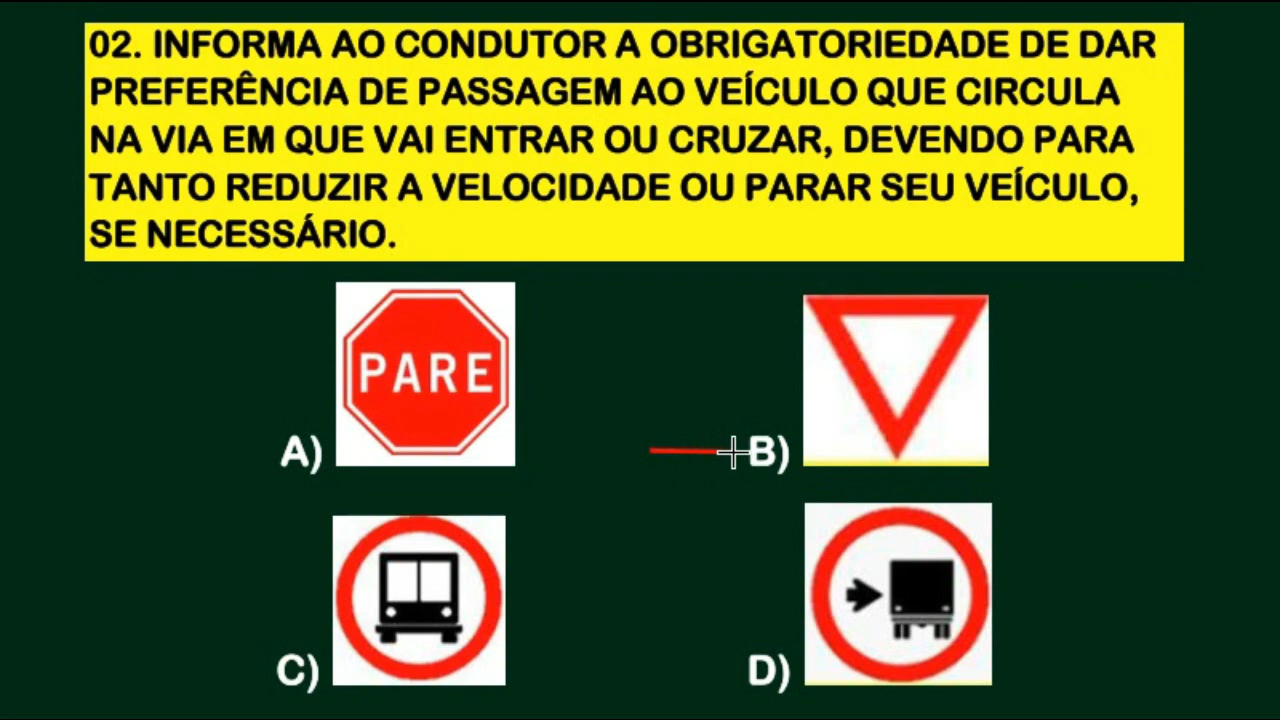 02. INFORMA AO CONDUTOR A OBRIGATORIEDADE DE DAR
PREFERÊNCIA DE PASSAGEM AO VEÍCULO QUE CIRCULA
NA VIA EM QUE VAI ENTRAR OU CRUZAR, DEVENDO PARA
TANTO REDUZIR A VELOCIDADE OU PARAR SEU VEÍCULO,
SE NECESSÁRIO.
PARE
A)
B)
C)
D)